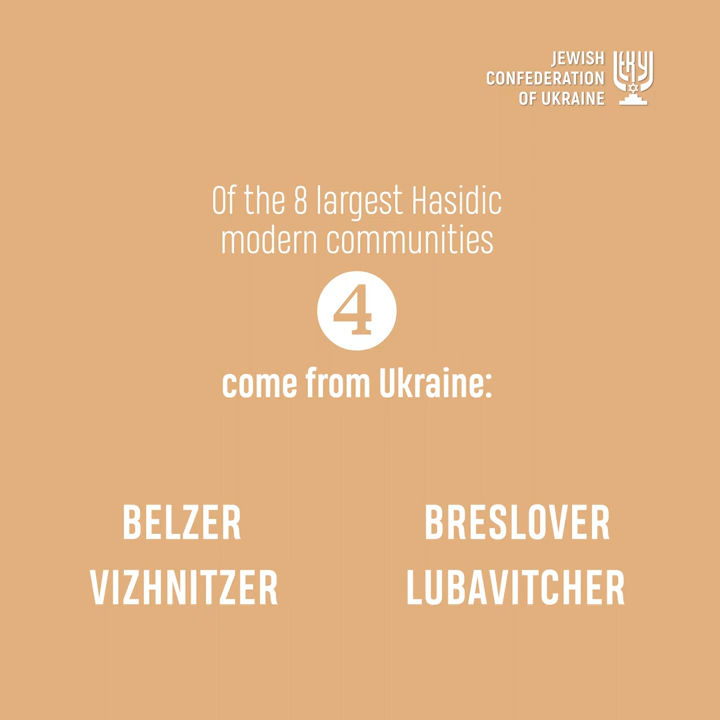 JEWISH
CONFEDERATION
OF UKRAINE
Of the 8 largest Hasidic
modern communities
4
come from Ukraine:
BELZER
BRESLOVER
VIZHNITZER
LUBAVITCHER